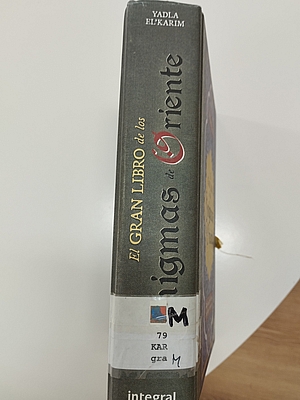 YADLA
EL'KARIM
El GRAN LIBRO de los
nigmas de Oriente
M
79
KAR
gra M
integral